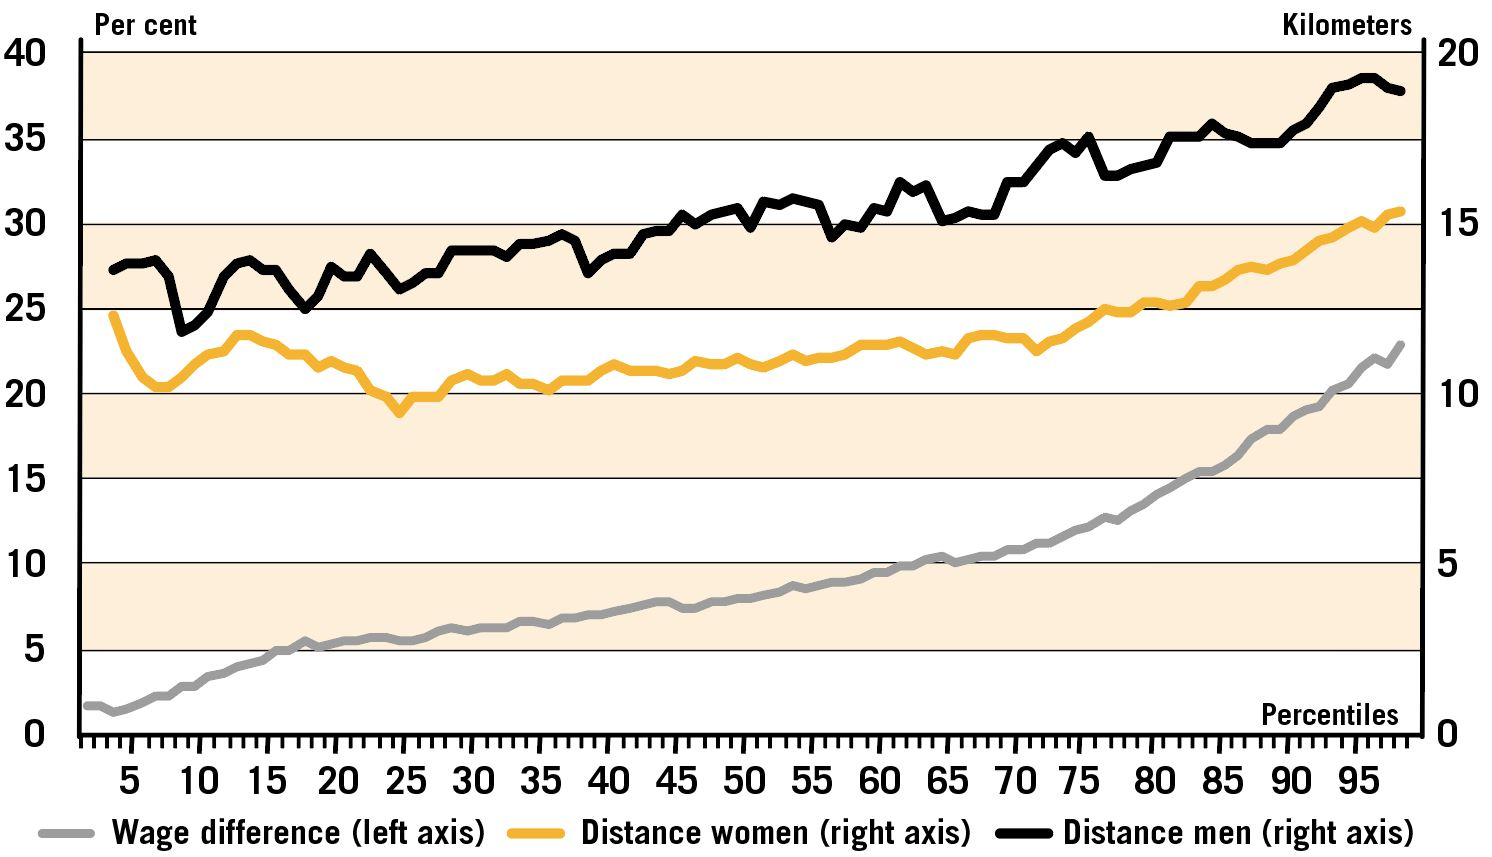 Per cent Kilometers
40 20
35
30 15
25
20 10
15
10 5
5
Percentiles
0 0
5 10 15 20 25 30 35 40 45 50 55 60 65 70 75 80 85 90 95
Wage difference (left axis) Distance women (right axis) Distance men (right axis)